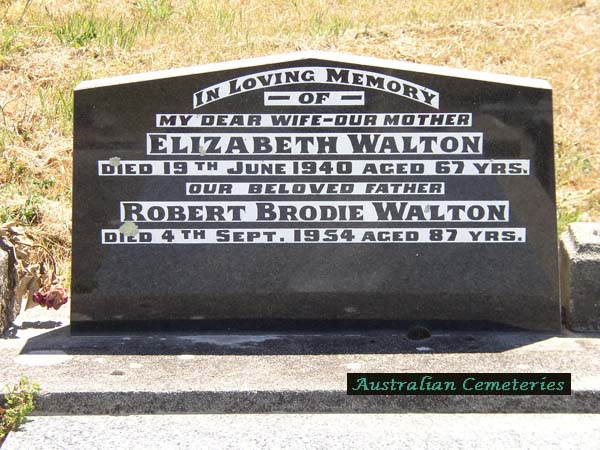 IN LOVING MEMORY
— OF —
MY DEAR WIFE-OUR MOTHER
ELIZABETH WALTON
DIED 19TH JUNE 1940 AGED 67 YRS.
OUR BELOVED FATHER
ROBERT BRODIE WALTON
DIED 4TH SEPT. 1954 AGED 87 YRS.
Australian Cemeteries